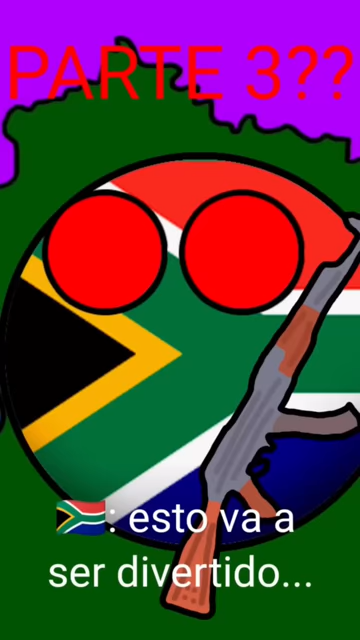 PARTE 3??
🇿🇦: esto va a
ser divertido...